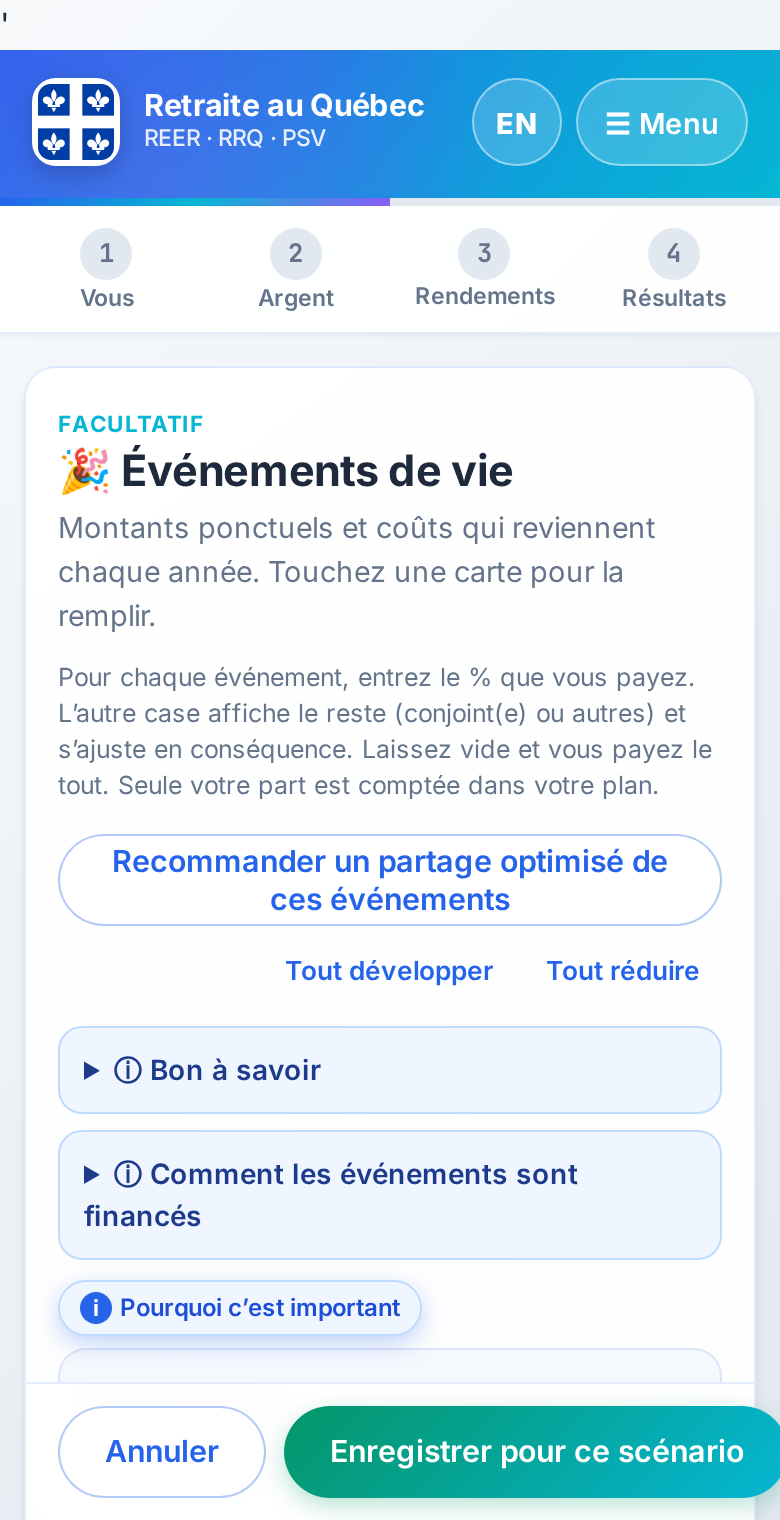 '
Retraite au Québec
REER · RRQ · PSV
EN
☰ Menu
1
2
3
4
Vous
Argent
Rendements
Résultats
FACULTATIF
🎉 Événements de vie
Montants ponctuels et coûts qui reviennent
chaque année. Touchez une carte pour la
remplir.
Pour chaque événement, entrez le % que vous payez.
L’autre case affiche le reste (conjoint(e) ou autres) et
s’ajuste en conséquence. Laissez vide et vous payez le
tout. Seule votre part est comptée dans votre plan.
Recommander un partage optimisé de
ces événements
Tout développer
Tout réduire
▶ ⓘ Bon à savoir
▶ ⓘ Comment les événements sont
financés
i Pourquoi c’est important
Annuler
Enregistrer pour ce scénario